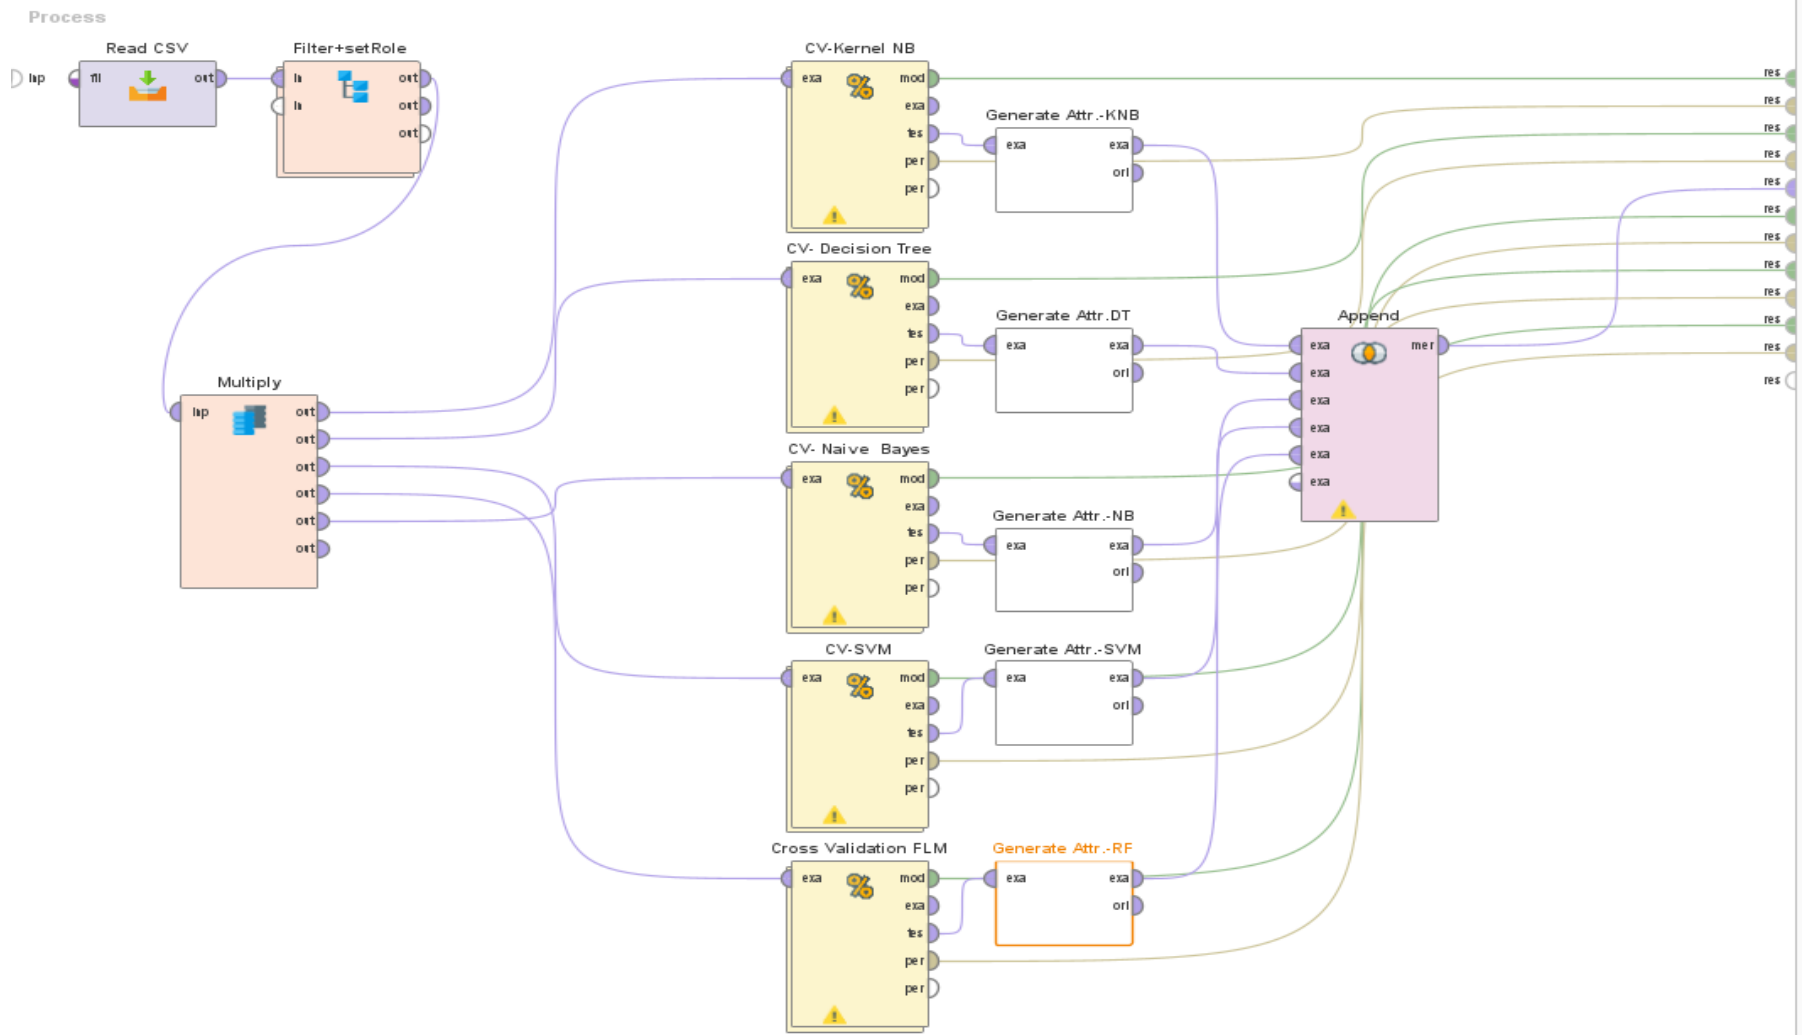 Process
Read CSV
Inp
fil
out
Filter+setRole
In
out
In
out
out
Multiply
Inp
out
out
out
out
out
out
CV-Kernel NB
exa
mod
exa
tes
per
per
Generate Attr.-KNB
exa
exa
ori
CV- Decision Tree
exa
mod
exa
tes
per
per
Generate Attr.DT
exa
exa
ori
CV- Naive Bayes
exa
mod
exa
tes
per
per
Generate Attr.-NB
exa
exa
ori
CV-SVM
exa
mod
exa
tes
per
per
Generate Attr.-SVM
exa
exa
ori
Cross Validation FLM
exa
mod
exa
tes
per
per
Generate Attr.-RF
exa
exa
ori
Append
exa
mer
exa
exa
exa
exa
exa
res
res
res
res
res
res
res
res
res
res
res
res